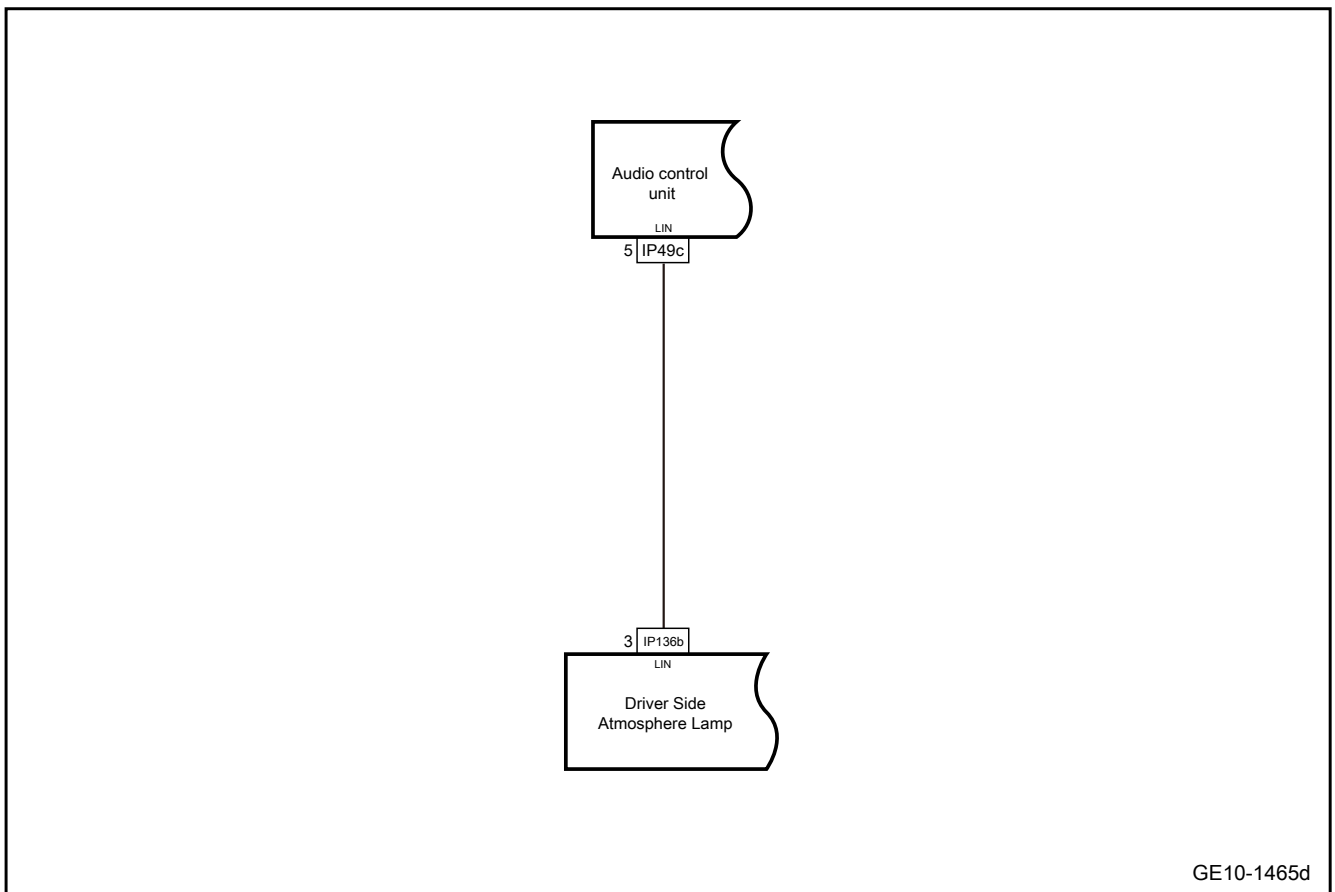 Audio control
unit
LIN
5 IP49c
3 IP136b
LIN
Driver Side
Atmosphere Lamp
GE10-1465d